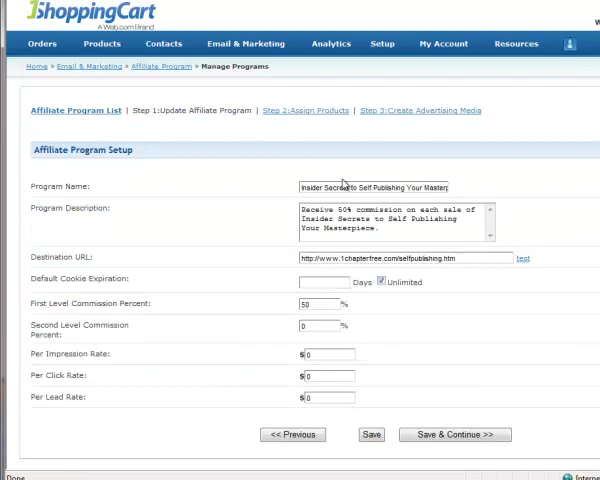 1ShoppingCart
A Web.com Brand
Orders Products Contacts Email & Marketing Analytics Setup My Account Resources
Home » Email & Marketing » Affiliate Program » Manage Programs
Affiliate Program List | Step 1:Update Affiliate Program | Step 2:Assign Products | Step 3:Create Advertising Media
Affiliate Program Setup
Program Name: Insider Secrets to Self Publishing Your Masterp
Program Description: Receive 50% commission on each sale of
Insider Secrets to Self Publishing
Your Masterpiece.
Destination URL: http://www.1chapterfree.com/selfpublishing.htm test
Default Cookie Expiration: Days Unlimited
First Level Commission Percent: 50 %
Second Level Commission
Percent: 0 %
Per Impression Rate: $ 0
Per Click Rate: $ 0
Per Lead Rate: $ 0
<< Previous Save Save & Continue >>
Done